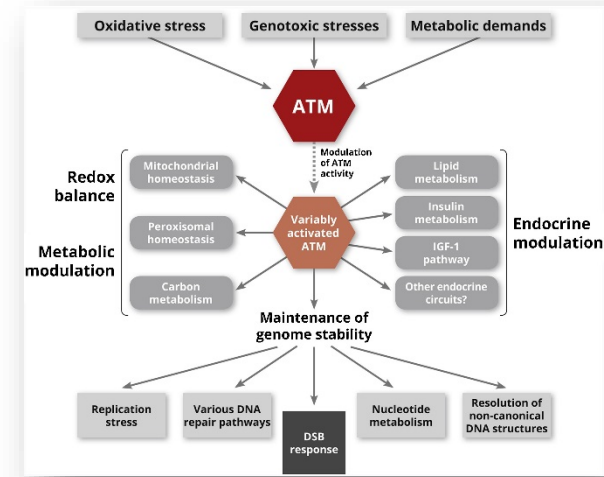 Oxidative stress
Genotoxic stresses
Metabolic demands
ATM
Modulation
of ATM
activity
Redox
balance
Metabolic
modulation
Mitochondrial
homeostasis
Peroxisomal
homeostasis
Carbon
metabolism
Variably
activated
ATM
Lipid
metabolism
Insulin
metabolism
IGF-1
pathway
Other endocrine
circuits?
Endocrine
modulation
Maintenance of
genome stability
Replication
stress
Various DNA
repair pathways
DSB
response
Nucleotide
metabolism
Resolution of
non-canonical
DNA structures